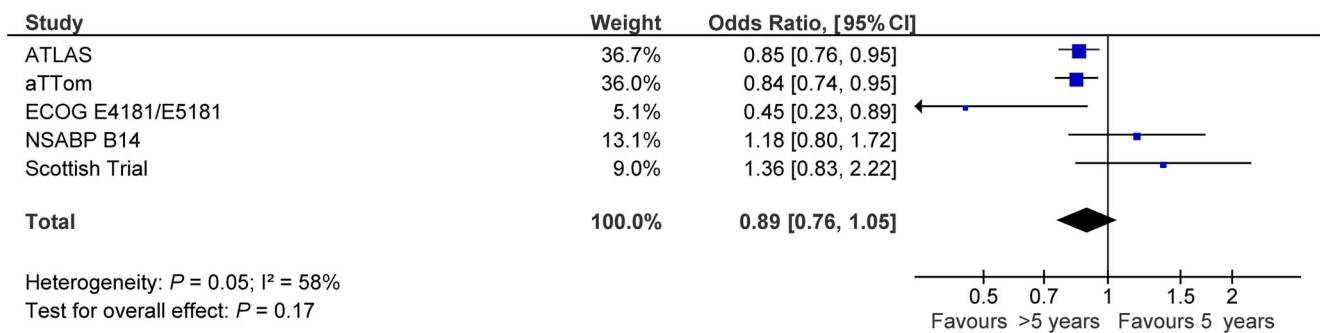 Study Weight Odds Ratio, [95% CI]
ATLAS 36.7% 0.85 [0.76, 0.95]
aTTom 36.0% 0.84 [0.74, 0.95]
ECOG E4181/E5181 5.1% 0.45 [0.23, 0.89]
NSABP B14 13.1% 1.18 [0.80, 1.72]
Scottish Trial 9.0% 1.36 [0.83, 2.22]
Total 100.0% 0.89 [0.76, 1.05]
Heterogeneity: P = 0.05; I² = 58%
Test for overall effect: P = 0.17
0.5 0.7 1 1.5 2
Favours >5 years Favours 5 years